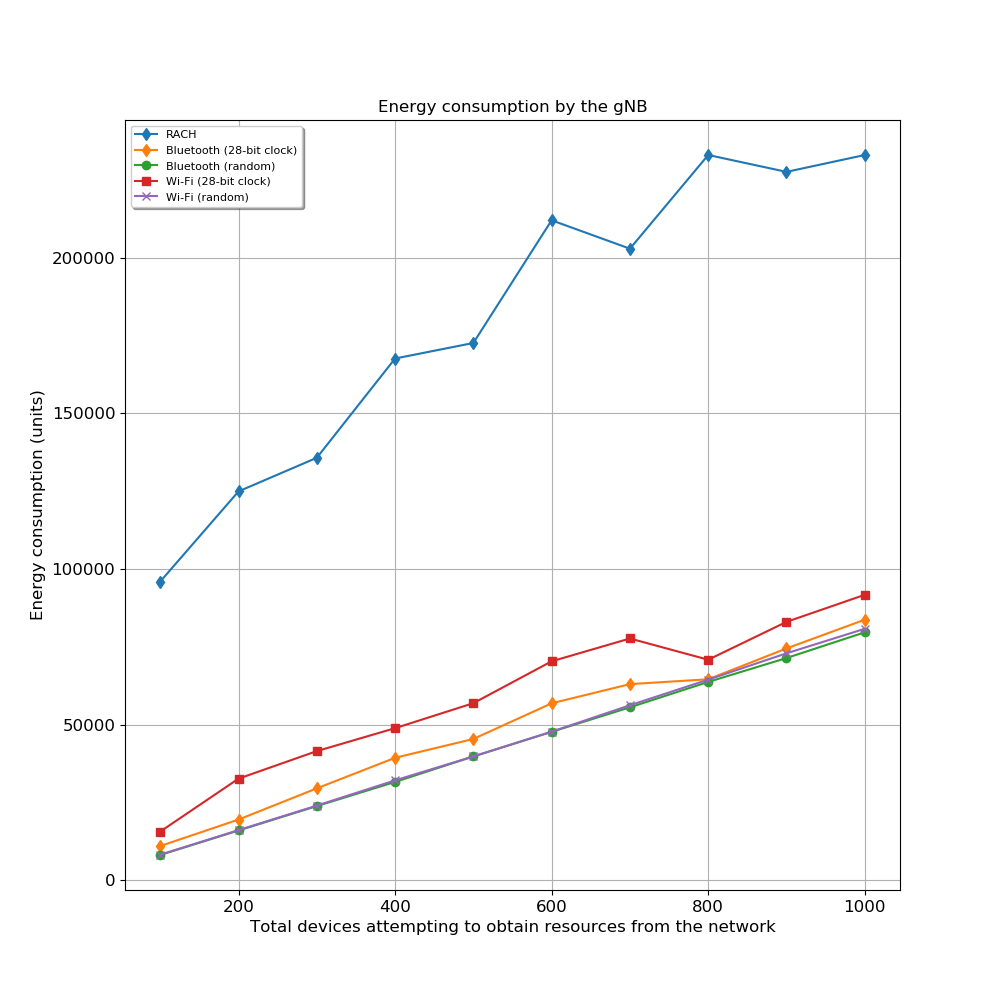 Energy consumption by the gNB
RACH
Bluetooth (28-bit clock)
Bluetooth (random)
Wi-Fi (28-bit clock)
Wi-Fi (random)
Energy consumption (units)
200000
150000
100000
50000
0
200 400 600 800 1000
Total devices attempting to obtain resources from the network